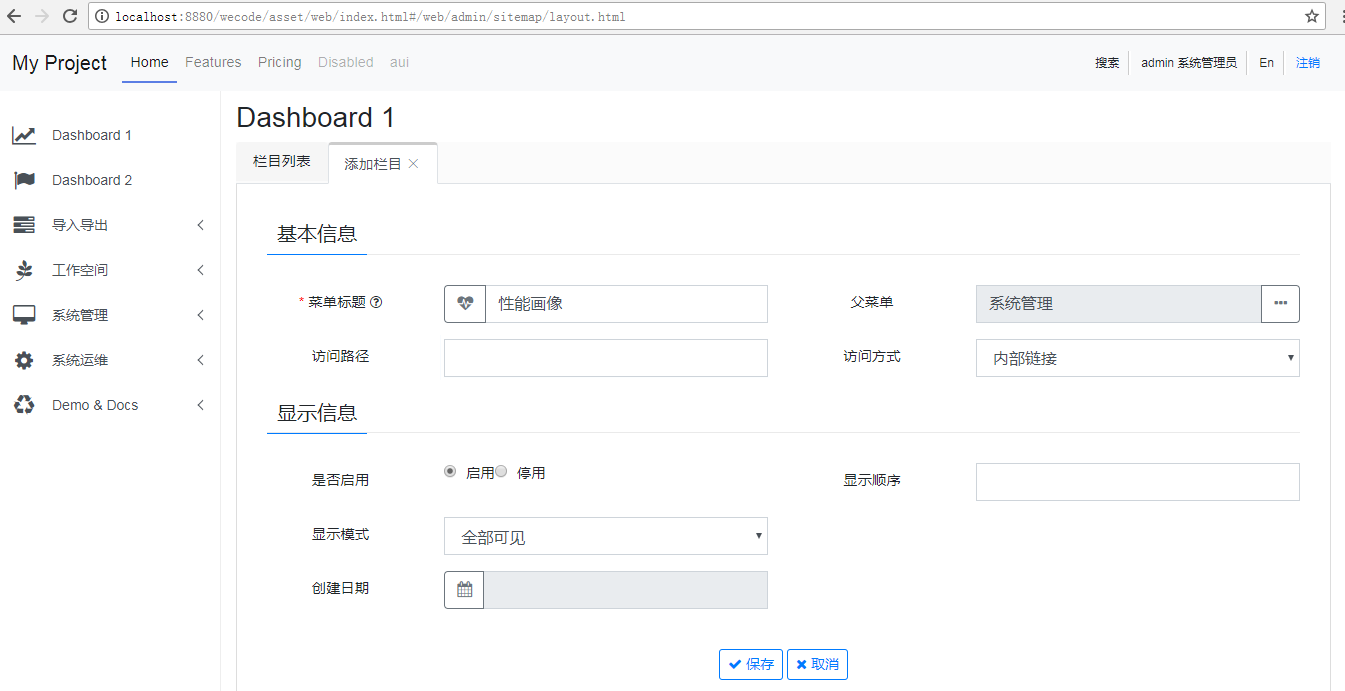 localhost:8880/wecode/asset/web/index.html#/web/admin/sitemap/layout.html
My Project Home Features Pricing Disabled aui 搜索 admin 系统管理员 En 注销
Dashboard 1
Dashboard 2
导入导出
工作空间
系统管理
系统运维
Demo & Docs
Dashboard 1
栏目列表 添加栏目
基本信息
* 菜单标题 性能画像 父菜单 系统管理
访问路径 访问方式 内部链接
显示信息
是否启用 启用 停用 显示顺序
显示模式 全部可见
创建日期
保存 取消